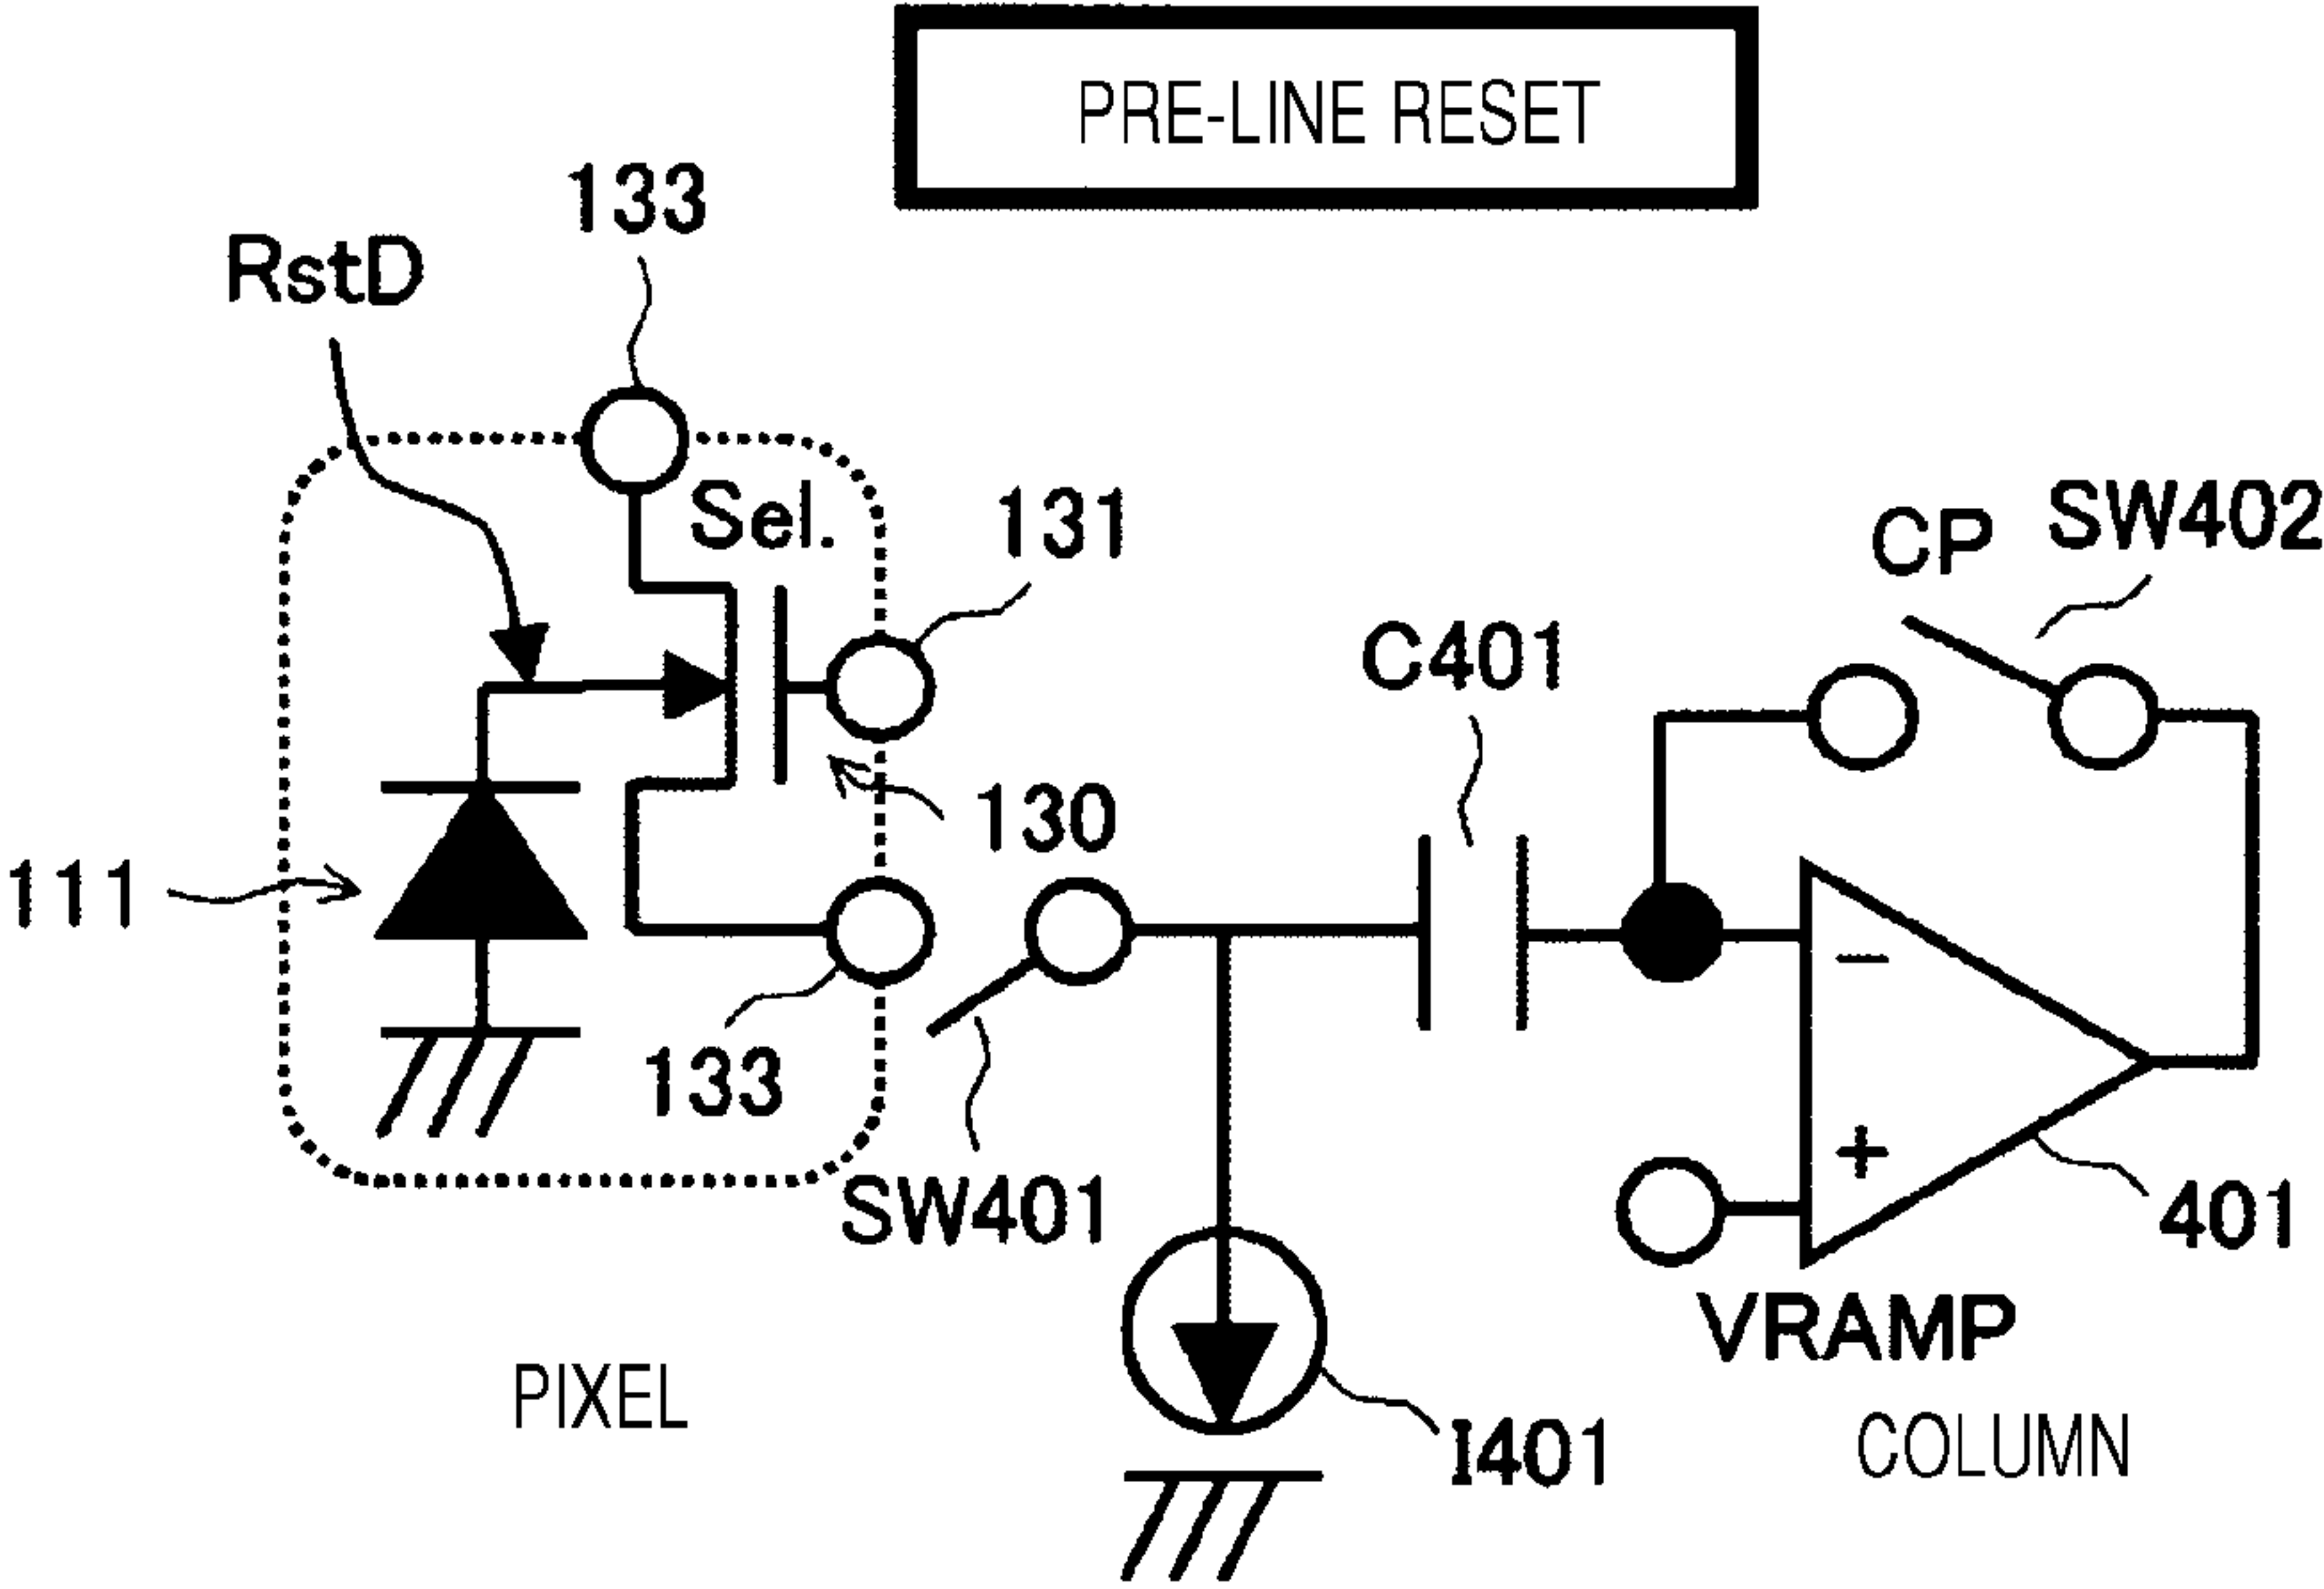 PRE-LINE RESET
133
RstD
Sel.
131
CP
SW402
C401
130
111
−
133
+
SW401
401
VRAMP
PIXEL
I401
COLUMN